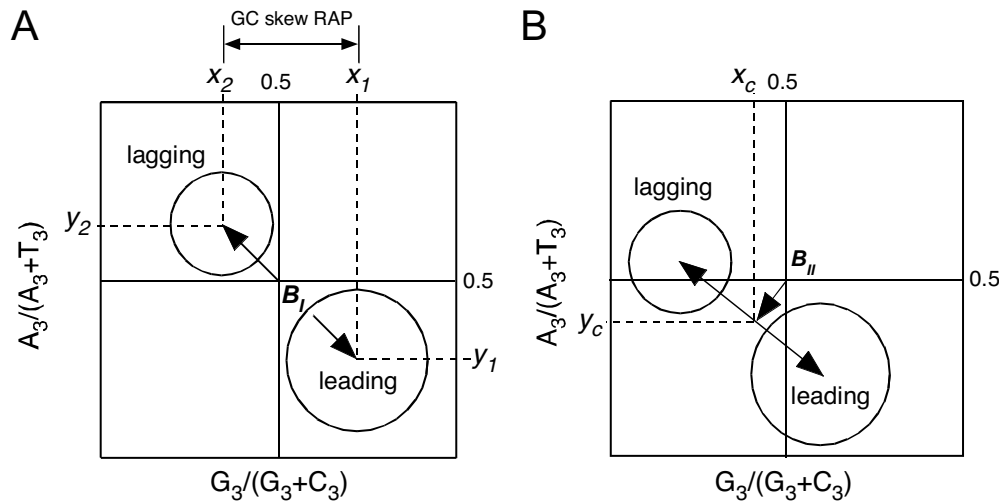 A
GC skew RAP
x2
0.5
x1
lagging
y2
0.5
BI
y1
leading
A3/(A3+T3)
G3/(G3+C3)
B
xc
0.5
lagging
BII
0.5
yc
leading
A3/(A3+T3)
G3/(G3+C3)